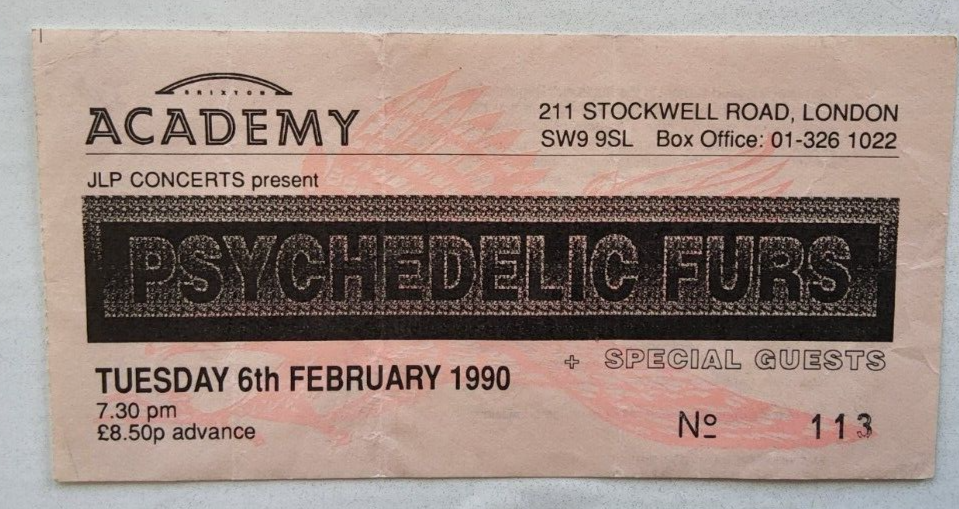 BRIXTON
ACADEMY
211 STOCKWELL ROAD, LONDON
SW9 9SL Box Office: 01-326 1022
JLP CONCERTS present
PSYCHEDELIC FURS
+ SPECIAL GUESTS
TUESDAY 6th FEBRUARY 1990
7.30 pm
£8.50p advance
Nº 113